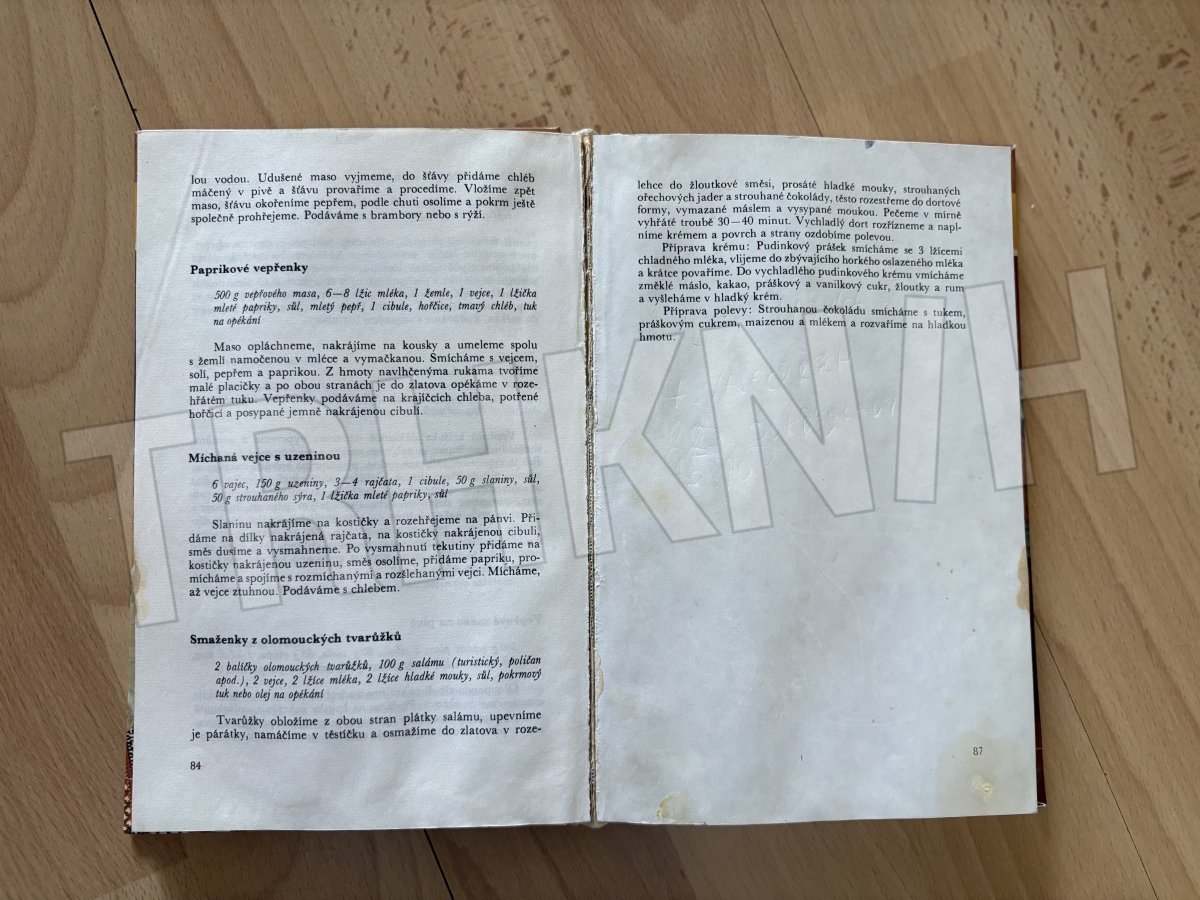 lou vodou. Udušené maso vyjmeme, do šťávy přidáme chléb
máčený v pivě a šťávu provaříme a procedíme. Vložíme zpět
maso, šťávu okořeníme pepřem, podle chuti osolíme a pokrm ještě
společně prohřejeme. Podáváme s brambory nebo s rýží.
Paprikové vepřenky
500 g vepřového masa, 6—8 lžic mléka, 1 žemle, 1 vejce, 1 lžička
mleté papriky, sůl, mletý pepř, 1 cibule, hořčice, tmavý chléb, tuk
na opékání
Maso opláchneme, nakrájíme na kousky a umeleme spolu
s žemlí namočenou v mléce a vymačkanou. Smícháme s vejcem,
solí, pepřem a paprikou. Z hmoty navlhčenýma rukama tvoříme
malé placičky a po obou stranách je do zlatova opékáme v roze-
hřátém tuku. Vepřenky podáváme na krajíčcích chleba, potřené
hořčicí a posypané jemně nakrájenou cibulí.
Míchaná vejce s uzeninou
6 vajec, 150 g uzeniny, 3—4 rajčata, 1 cibule, 50 g slaniny, sůl,
50 g strouhaného sýra, 1 lžička mleté papriky, sůl
Slaninu nakrájíme na kostičky a rozehřejeme na pánvi. Při-
dáme na dílky nakrájená rajčata, na kostičky nakrájenou cibuli,
směs dusíme a vysmahneme. Po vysmahnutí tekutiny přidáme na
kostičky nakrájenou uzeninu, směs osolíme, přidáme papriku, pro-
mícháme a spojíme s rozmíchanými a rozšlehanými vejci. Mícháme,
až vejce ztuhnou. Podáváme s chlebem.
Smaženky z olomouckých tvarůžků
2 balíčky olomouckých tvarůžků, 100 g salámu (turistický, poličan
apod.), 2 vejce, 2 lžíce mléka, 2 lžíce hladké mouky, sůl, pokrmový
tuk nebo olej na opékání
Tvarůžky obložíme z obou stran plátky salámu, upevníme
je párátky, namáčíme v těstíčku a osmažíme do zlatova v roze-
84
lehce do žloutkové směsi, prosáté hladké mouky, strouhaných
ořechových jader a strouhané čokolády, těsto rozestřeme do dortové
formy, vymazané máslem a vysypané moukou. Pečeme v mírně
vyhřáté troubě 30—40 minut. Vychladlý dort rozřízneme a napl-
níme krémem a povrch a strany ozdobíme polevou.
Příprava krému: Pudinkový prášek smícháme se 3 lžícemi
chladného mléka, vlijeme do zbývajícího horkého oslazeného mléka
a krátce povaříme. Do vychladlého pudinkového krému vmícháme
změklé máslo, kakao, práškový a vanilkový cukr, žloutky a rum
a vyšleháme v hladký krém.
Příprava polevy: Strouhanou čokoládu smícháme s tukem,
práškovým cukrem, maizenou a mlékem a rozvaříme na hladkou
hmotu.
87
TRHKNIH